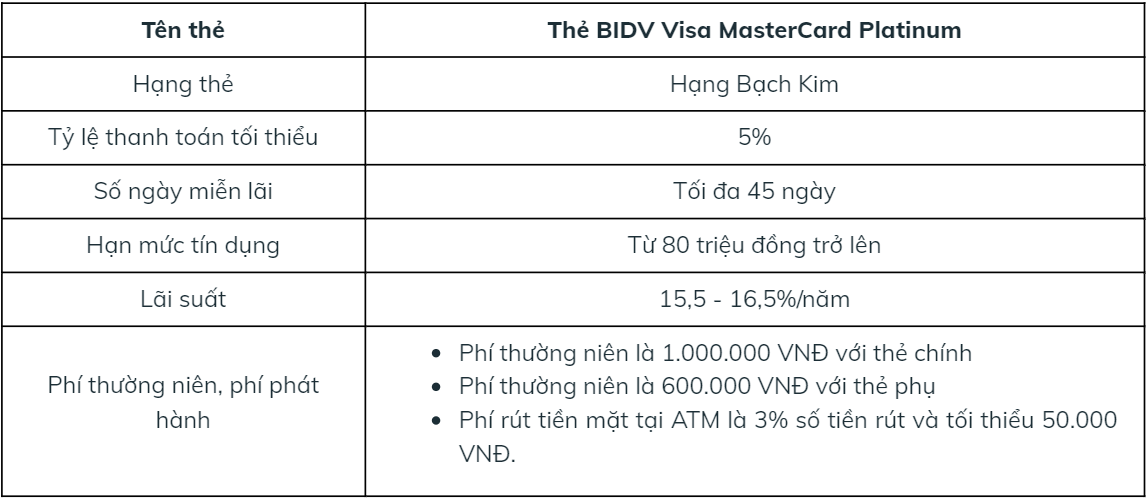 Tên thẻ
Thẻ BIDV Visa MasterCard Platinum
Hạng thẻ
Hạng Bạch Kim
Tỷ lệ thanh toán tối thiểu
5%
Số ngày miễn lãi
Tối đa 45 ngày
Hạn mức tín dụng
Từ 80 triệu đồng trở lên
Lãi suất
15,5 - 16,5%/năm
Phí thường niên, phí phát
hành
• Phí thường niên là 1.000.000 VNĐ với thẻ chính
• Phí thường niên là 600.000 VNĐ với thẻ phụ
• Phí rút tiền mặt tại ATM là 3% số tiền rút và tối thiểu 50.000
VNĐ.